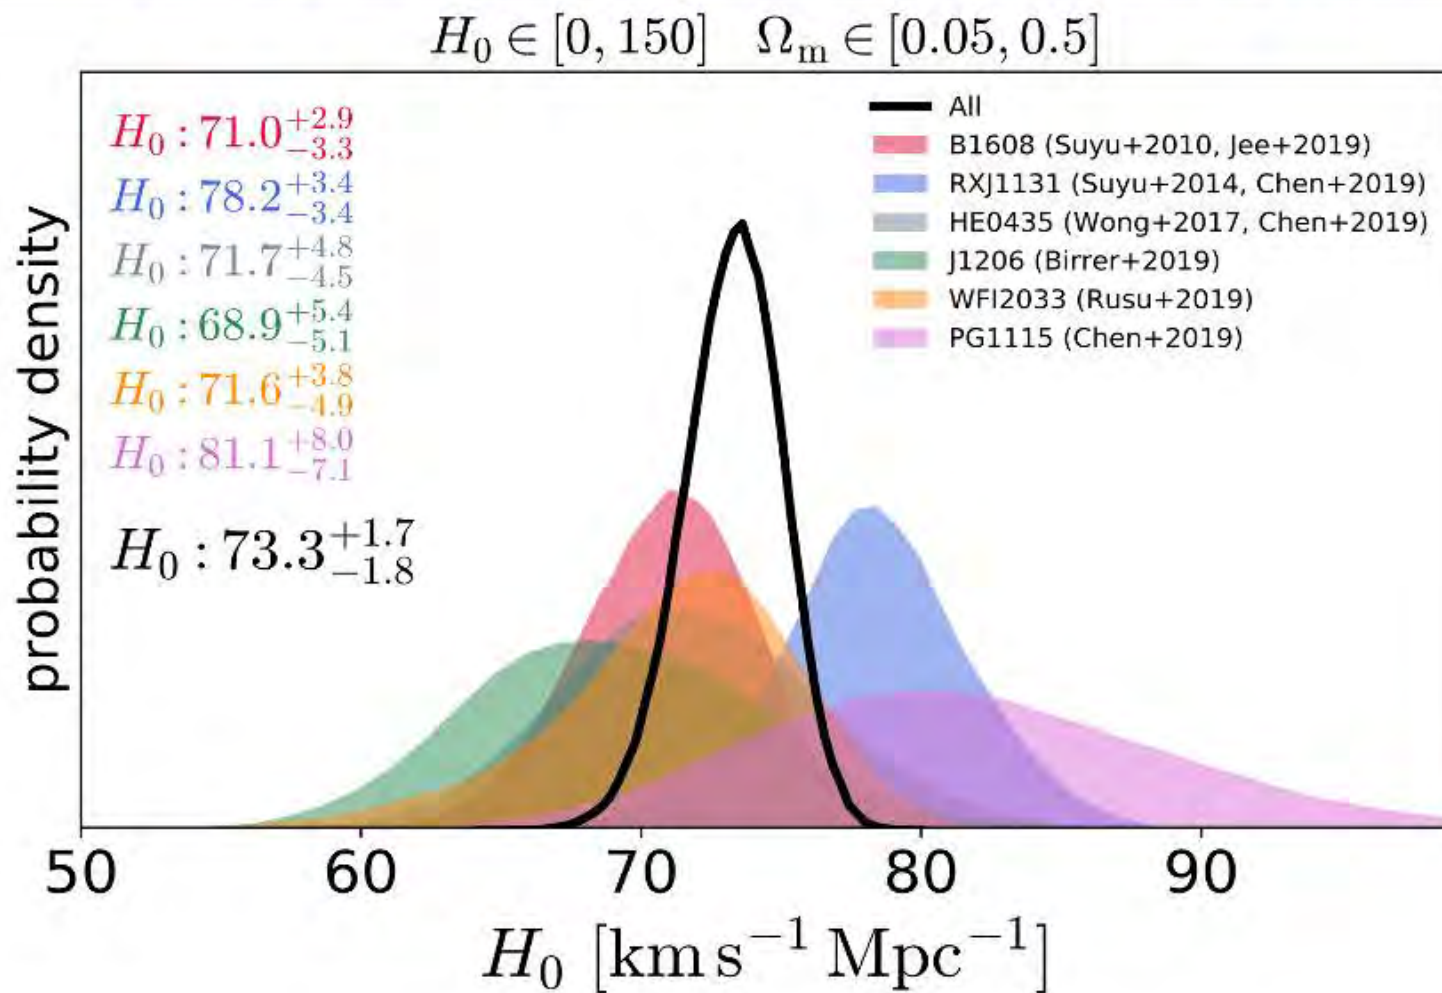 H₀ ∈ [0, 150] Ωₘ ∈ [0.05, 0.5]
H₀ : 71.0 +2.9 −3.3
H₀ : 78.2 +3.4 −3.4
H₀ : 71.7 +4.8 −4.5
H₀ : 68.9 +5.4 −5.1
H₀ : 71.6 +3.8 −4.9
H₀ : 81.1 +8.0 −7.1
H₀ : 73.3 +1.7 −1.8
All
B1608 (Suyu+2010, Jee+2019)
RXJ1131 (Suyu+2014, Chen+2019)
HE0435 (Wong+2017, Chen+2019)
J1206 (Birrer+2019)
WFI2033 (Rusu+2019)
PG1115 (Chen+2019)
probability density
50 60 70 80 90
H₀ [km s⁻¹ Mpc⁻¹]